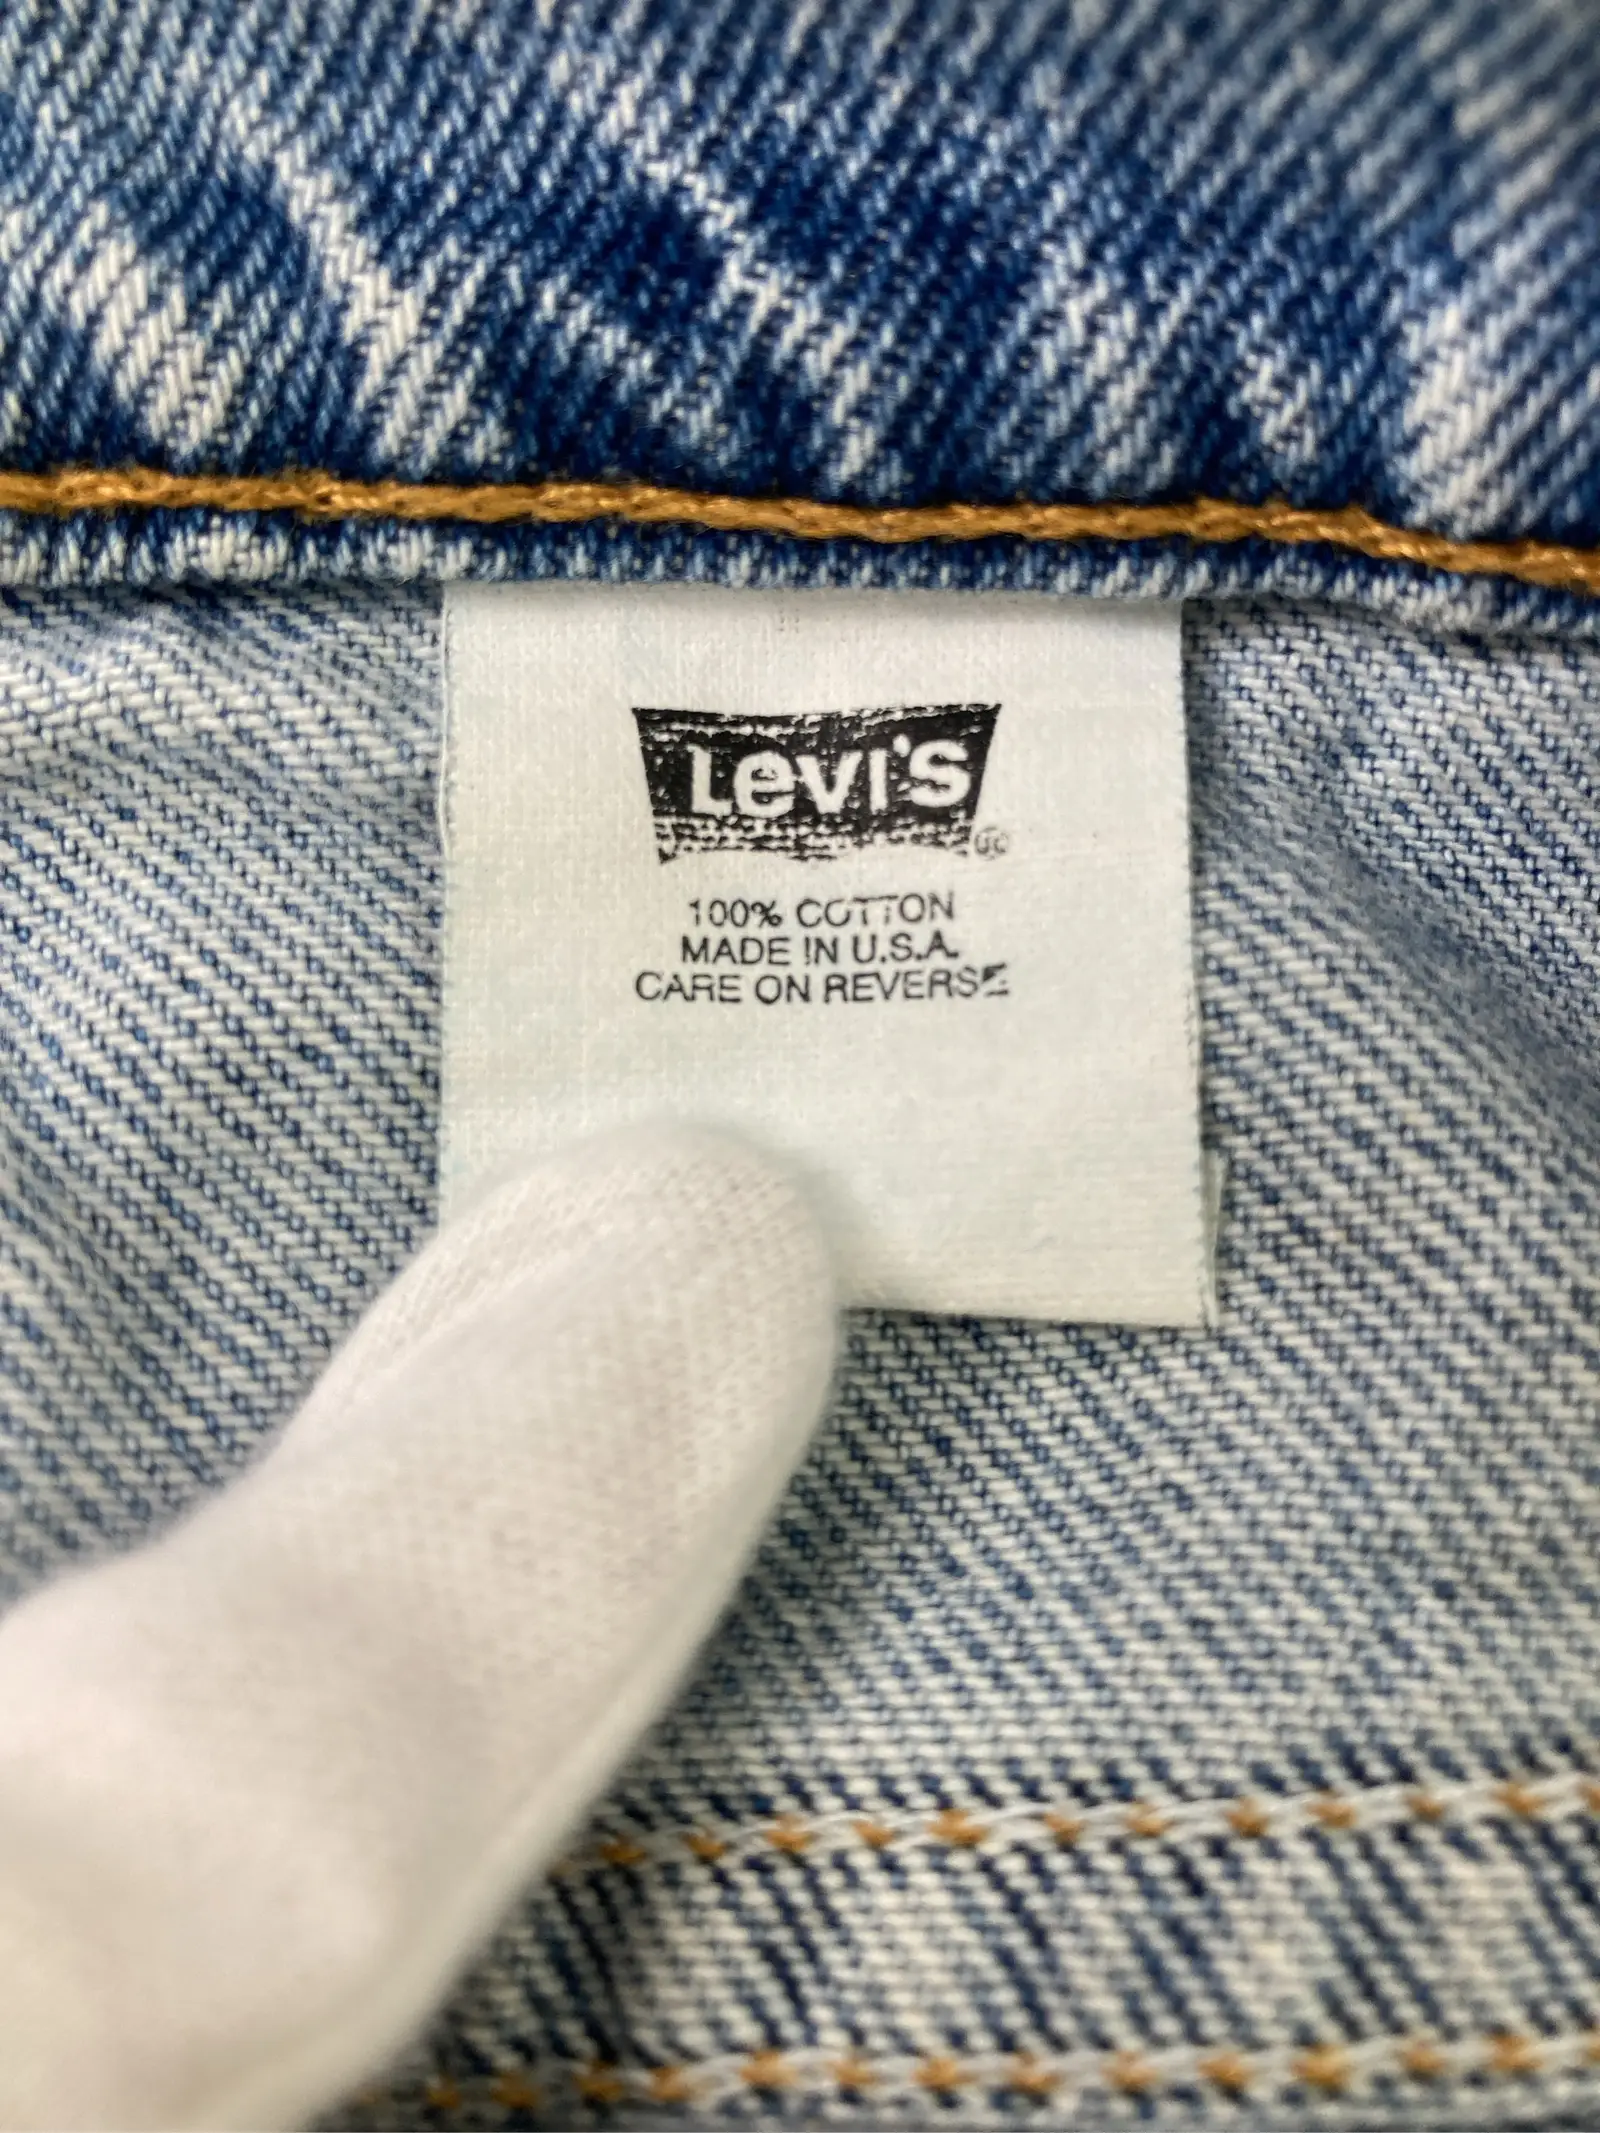 Levi's
100% COTTON
MADE IN U.S.A.
CARE ON REVERSE